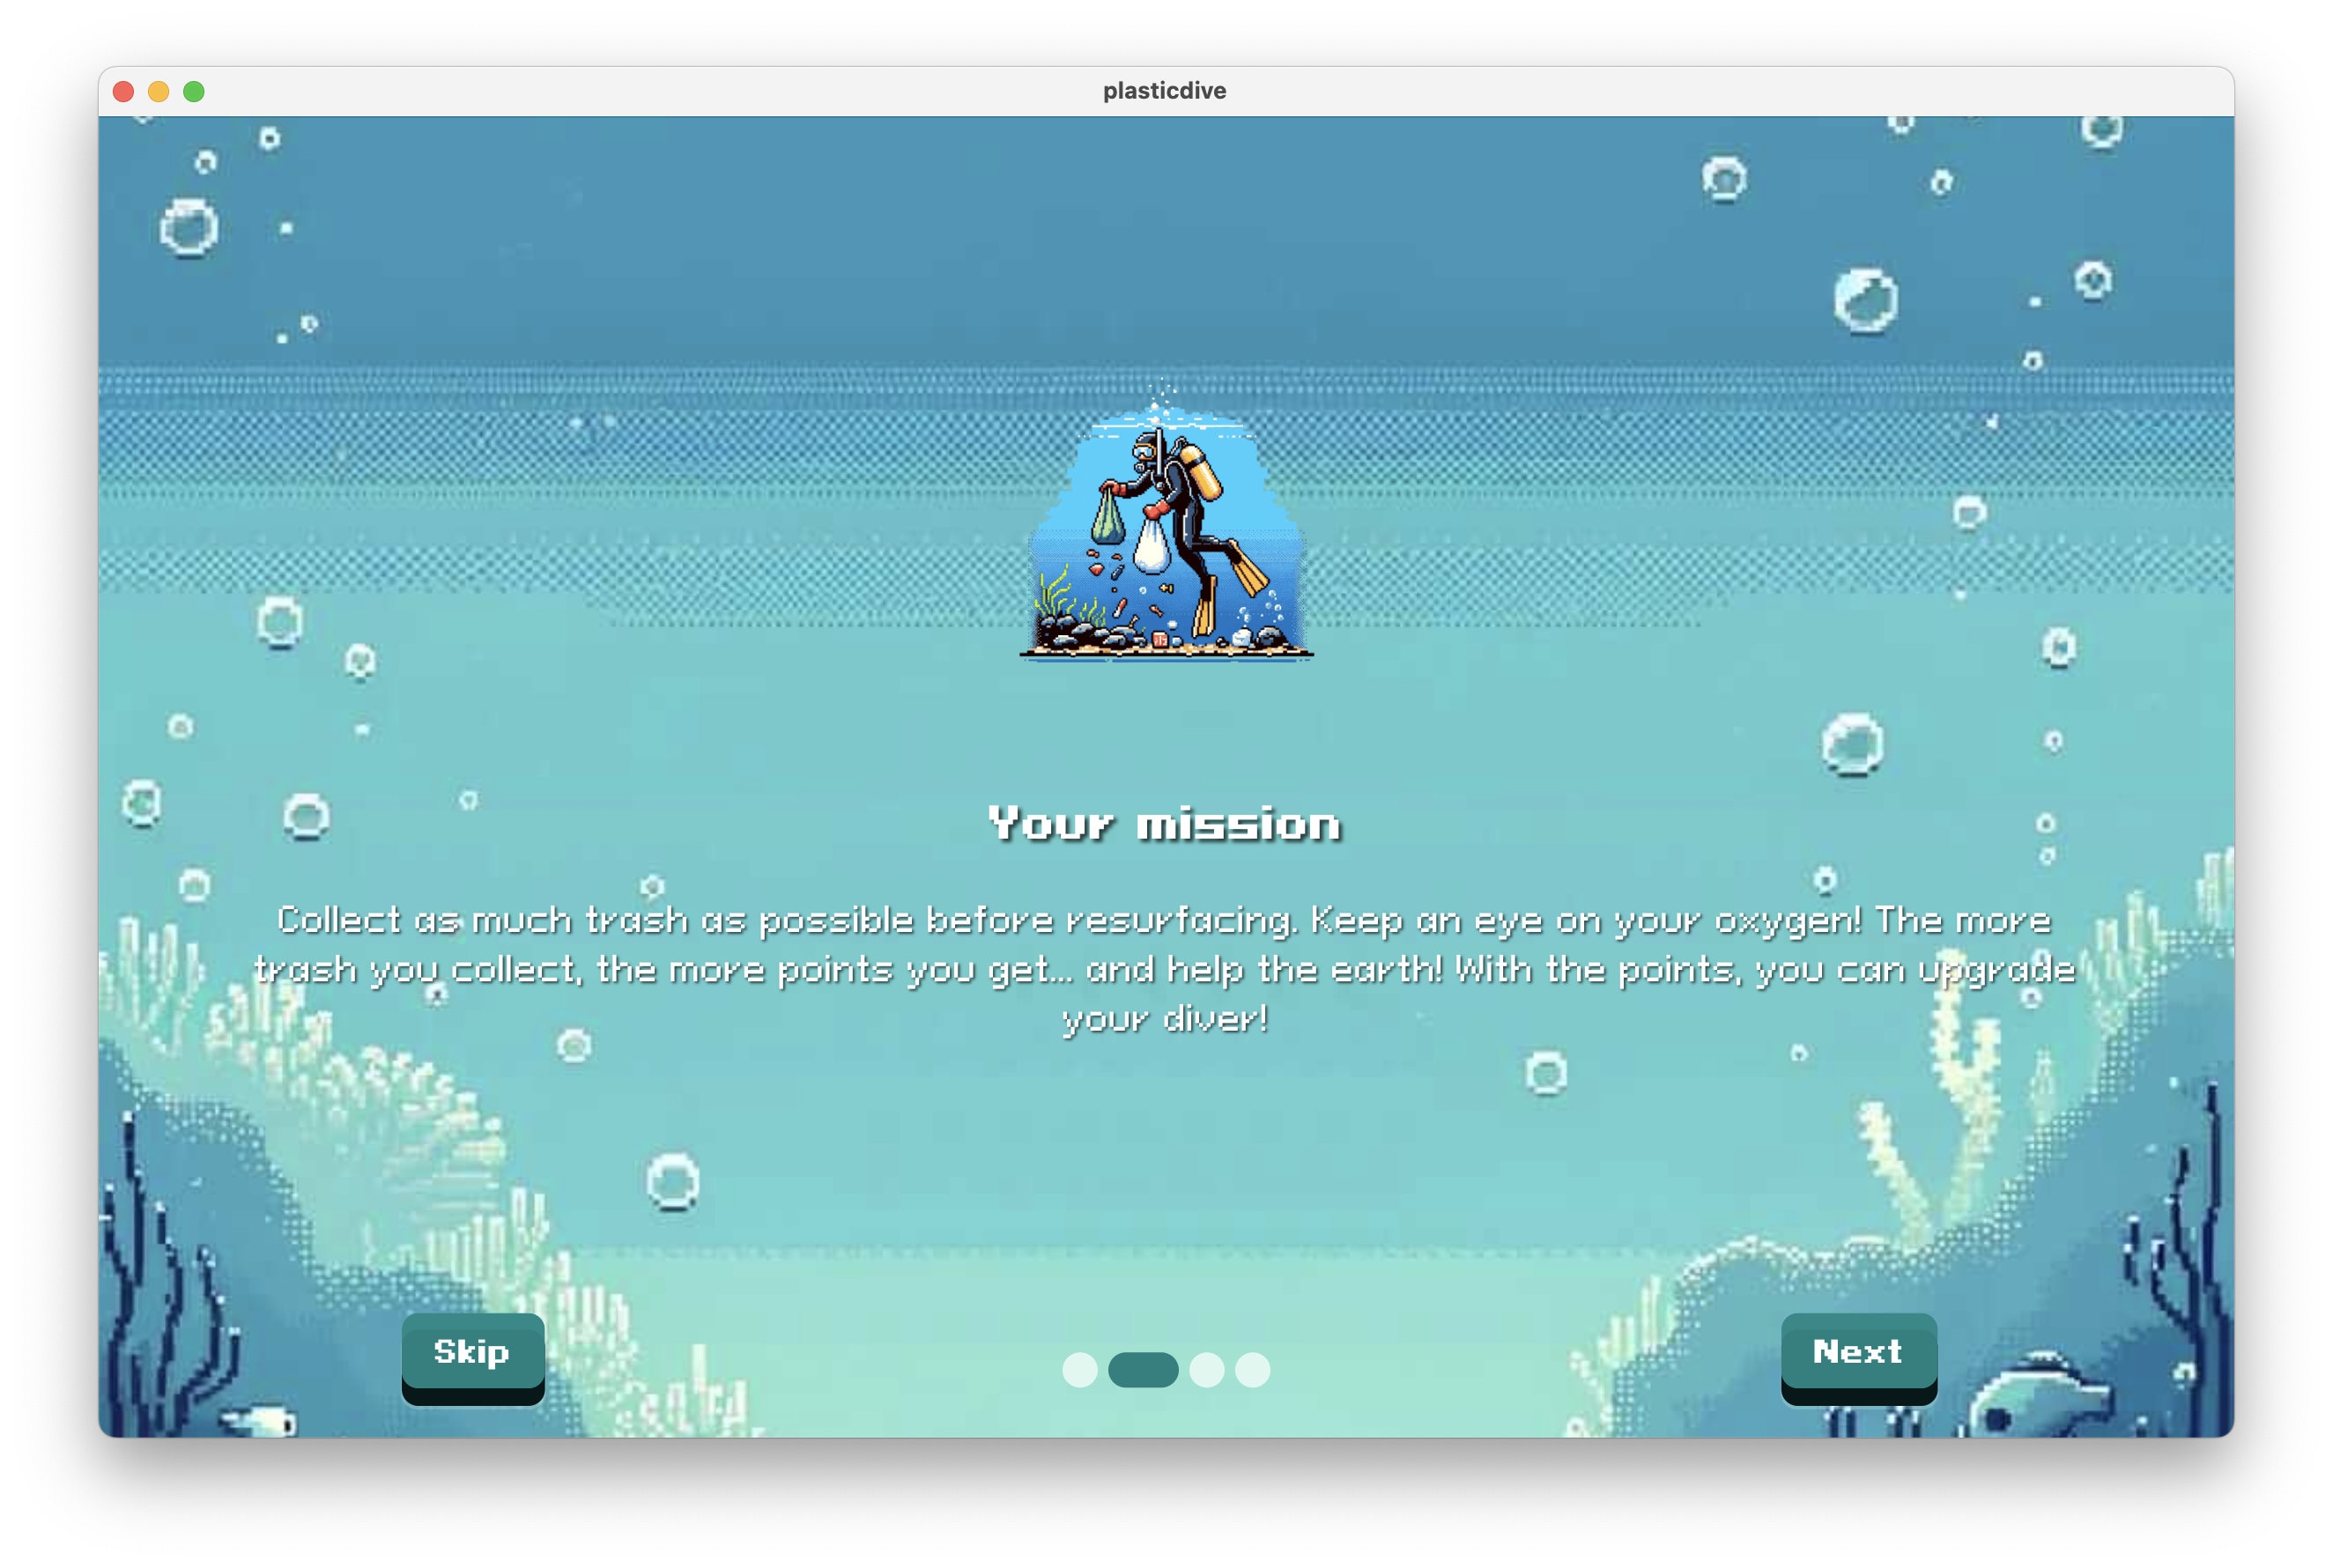 plasticdive
Your mission
Collect as much trash as possible before resurfacing. Keep an eye on your oxygen! The more
trash you collect, the more points you get... and help the earth! With the points, you can upgrade
your diver!
Skip
Next